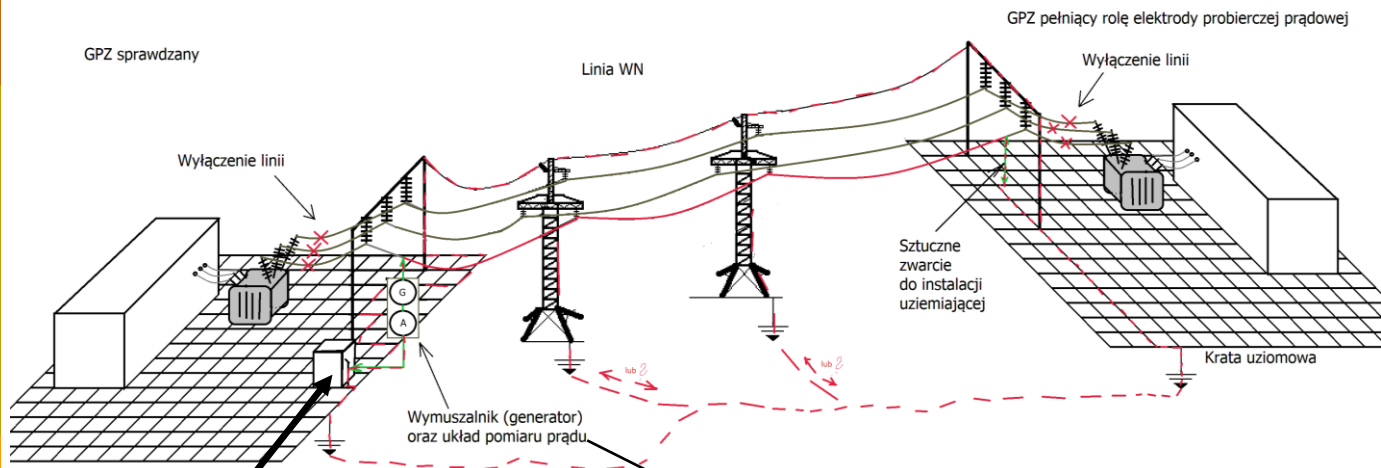 GPZ pełniący rolę elektrody probierczej prądowej
GPZ sprawdzany
Wyłączenie linii
Linia WN
Wyłączenie linii
Sztuczne
zwarcie
do instalacji
uziemiającej
G
A
lub
lub
Krata uziomowa
Wymuszalnik (generator)
oraz układ pomiaru prądu